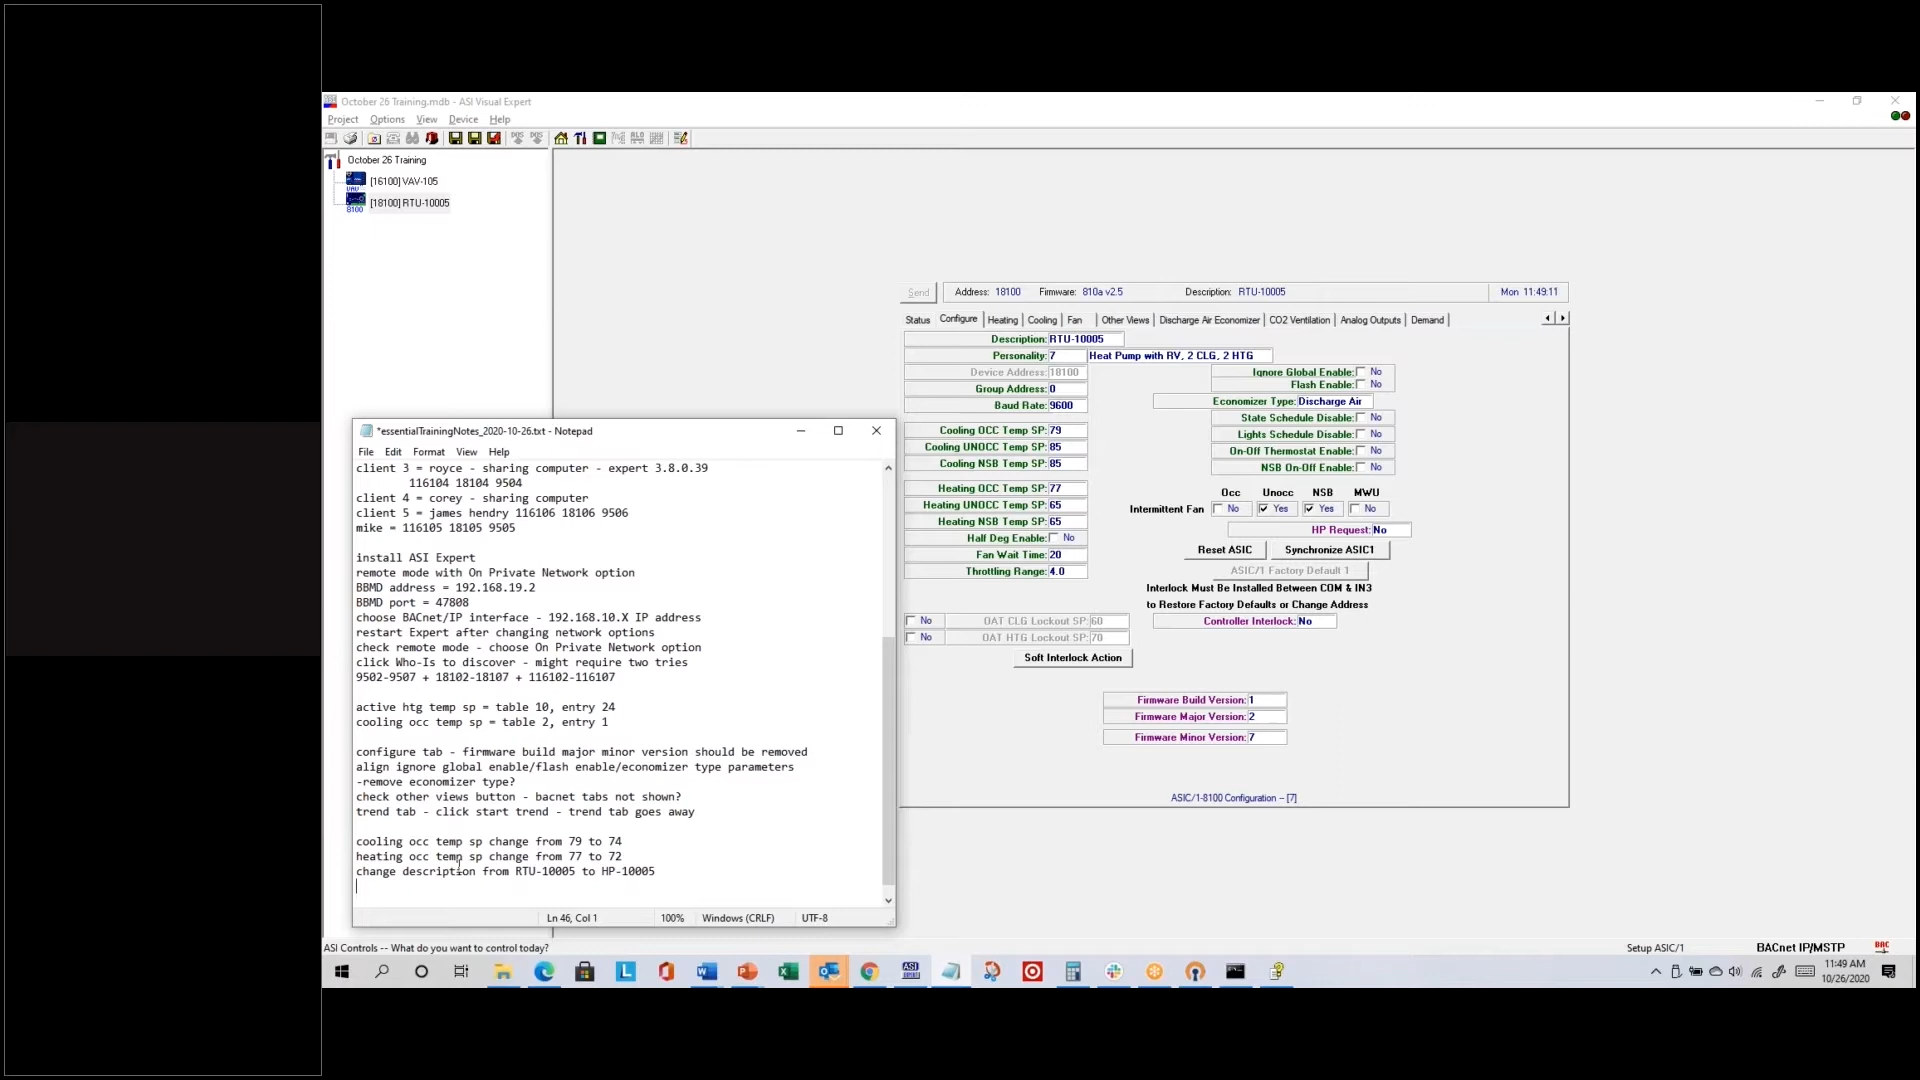 October 26 Training.mdb - ASI Visual Expert
Project Options View Device Help
October 26 Training
[16100] VAV-105
VAV
[18100] RTU-10005
8100
Send
Address: 18100 Firmware: 810a v2.5 Description: RTU-10005 Mon 11:49:11
Status Configure Heating Cooling Fan Other Views Discharge Air Economizer CO2 Ventilation Analog Outputs Demand
Description: RTU-10005
Personality: 7 Heat Pump with RV, 2 CLG, 2 HTG
Device Address: 18100
Group Address: 0
Baud Rate: 9600
Cooling OCC Temp SP: 79
Cooling UNOCC Temp SP: 85
Cooling NSB Temp SP: 85
Heating OCC Temp SP: 77
Heating UNOCC Temp SP: 65
Heating NSB Temp SP: 65
Half Deg Enable: No
Fan Wait Time: 20
Throttling Range: 4.0
No OAT CLG Lockout SP: 60
No OAT HTG Lockout SP: 70
Soft Interlock Action
Ignore Global Enable: No
Flash Enable: No
Economizer Type: Discharge Air
State Schedule Disable: No
Lights Schedule Disable: No
On-Off Thermostat Enable: No
NSB On-Off Enable: No
Occ Unocc NSB MWU
Intermittent Fan No Yes Yes No
HP Request: No
Reset ASIC Synchronize ASIC1
ASIC/1 Factory Default 1
Interlock Must Be Installed Between COM & IN3
to Restore Factory Defaults or Change Address
Controller Interlock: No
Firmware Build Version: 1
Firmware Major Version: 2
Firmware Minor Version: 7
ASIC/1-8100 Configuration -- [7]
*essentialTrainingNotes_2020-10-26.txt - Notepad
File Edit Format View Help
client 3 = royce - sharing computer - expert 3.8.0.39
116104 18104 9504
client 4 = corey - sharing computer
client 5 = james hendry 116106 18106 9506
mike = 116105 18105 9505
install ASI Expert
remote mode with On Private Network option
BBMD address = 192.168.19.2
BBMD port = 47808
choose BACnet/IP interface - 192.168.10.X IP address
restart Expert after changing network options
check remote mode - choose On Private Network option
click Who-Is to discover - might require two tries
9502-9507 + 18102-18107 + 116102-116107
active htg temp sp = table 10, entry 24
cooling occ temp sp = table 2, entry 1
configure tab - firmware build major minor version should be removed
align ignore global enable/flash enable/economizer type parameters
-remove economizer type?
check other views button - bacnet tabs not shown?
trend tab - click start trend - trend tab goes away
cooling occ temp sp change from 79 to 74
heating occ temp sp change from 77 to 72
change description from RTU-10005 to HP-10005
Ln 46, Col 1 100% Windows (CRLF) UTF-8
ASI Controls -- What do you want to control today? Setup ASIC/1 BACnet IP/MSTP BAC
11:49 AM
10/26/2020